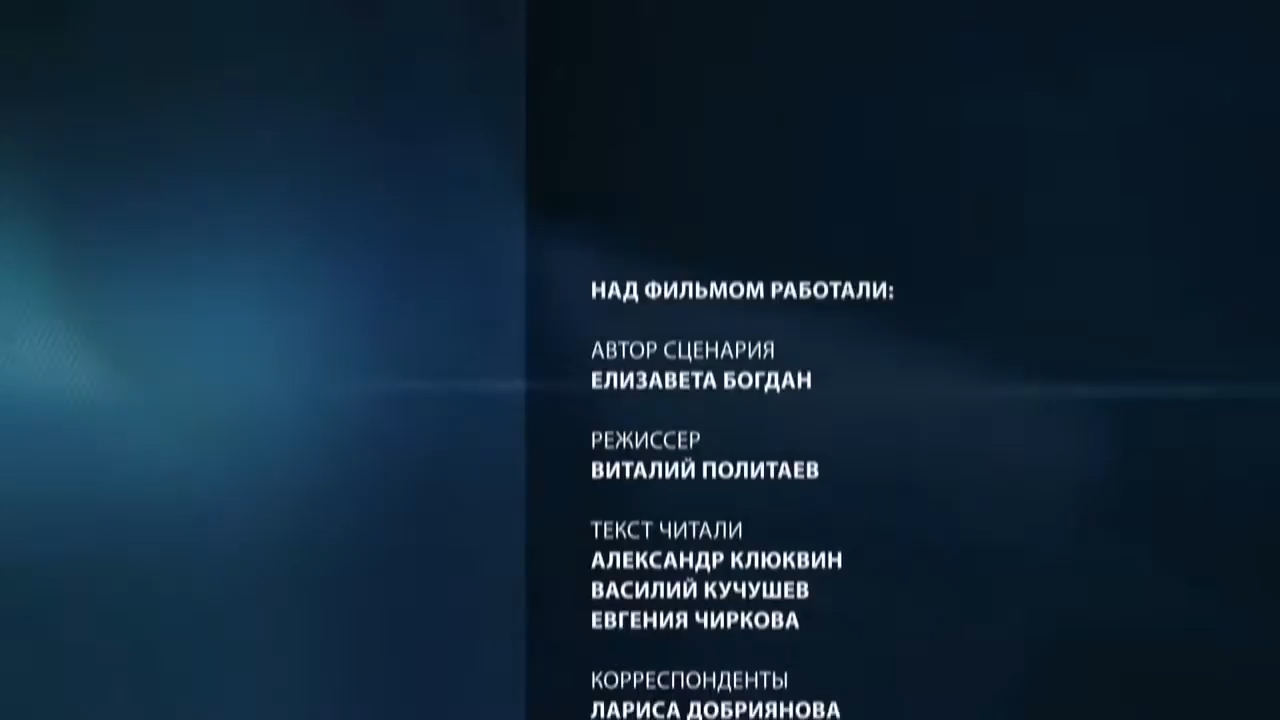 НАД ФИЛЬМОМ РАБОТАЛИ:
АВТОР СЦЕНАРИЯ
ЕЛИЗАВЕТА БОГДАН
РЕЖИССЕР
ВИТАЛИЙ ПОЛИТАЕВ
ТЕКСТ ЧИТАЛИ
АЛЕКСАНДР КЛЮКВИН
ВАСИЛИЙ КУЧУШЕВ
ЕВГЕНИЯ ЧИРКОВА
КОРРЕСПОНДЕНТЫ
ЛАРИСА ДОБРИЯНОВА